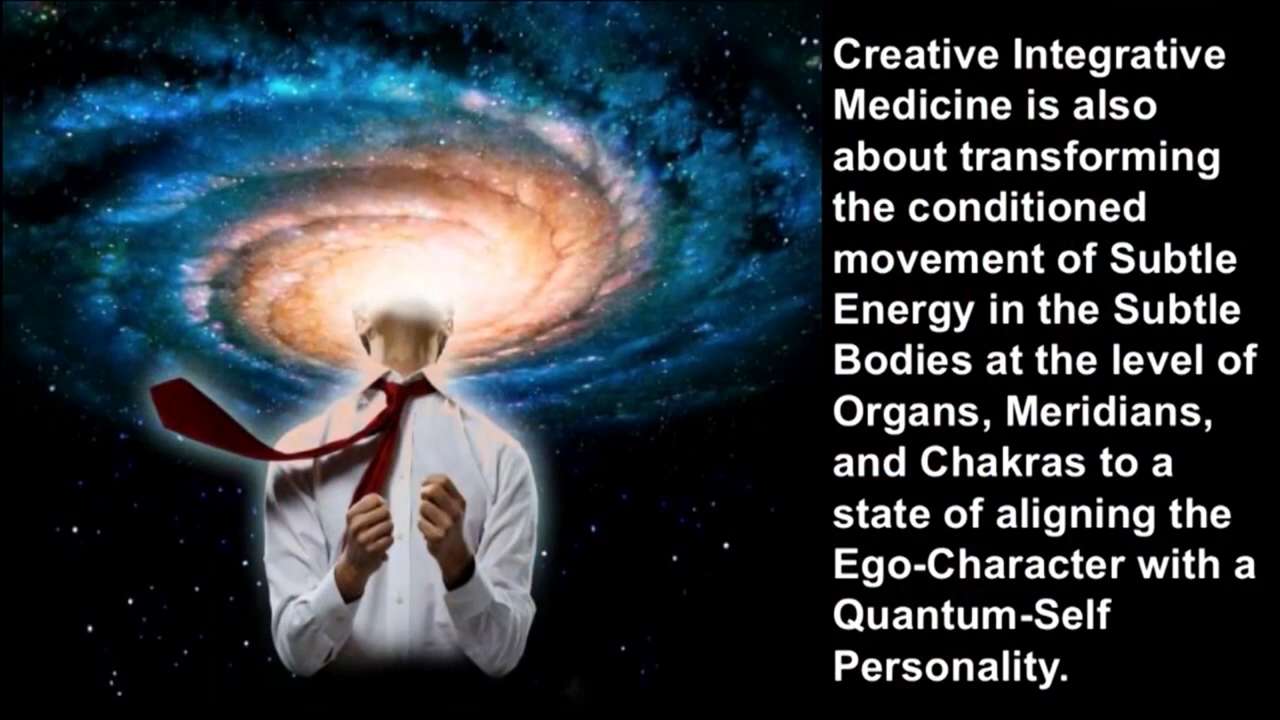 Creative Integrative
Medicine is also
about transforming
the conditioned
movement of Subtle
Energy in the Subtle
Bodies at the level of
Organs, Meridians,
and Chakras to a
state of aligning the
Ego-Character with a
Quantum-Self
Personality.